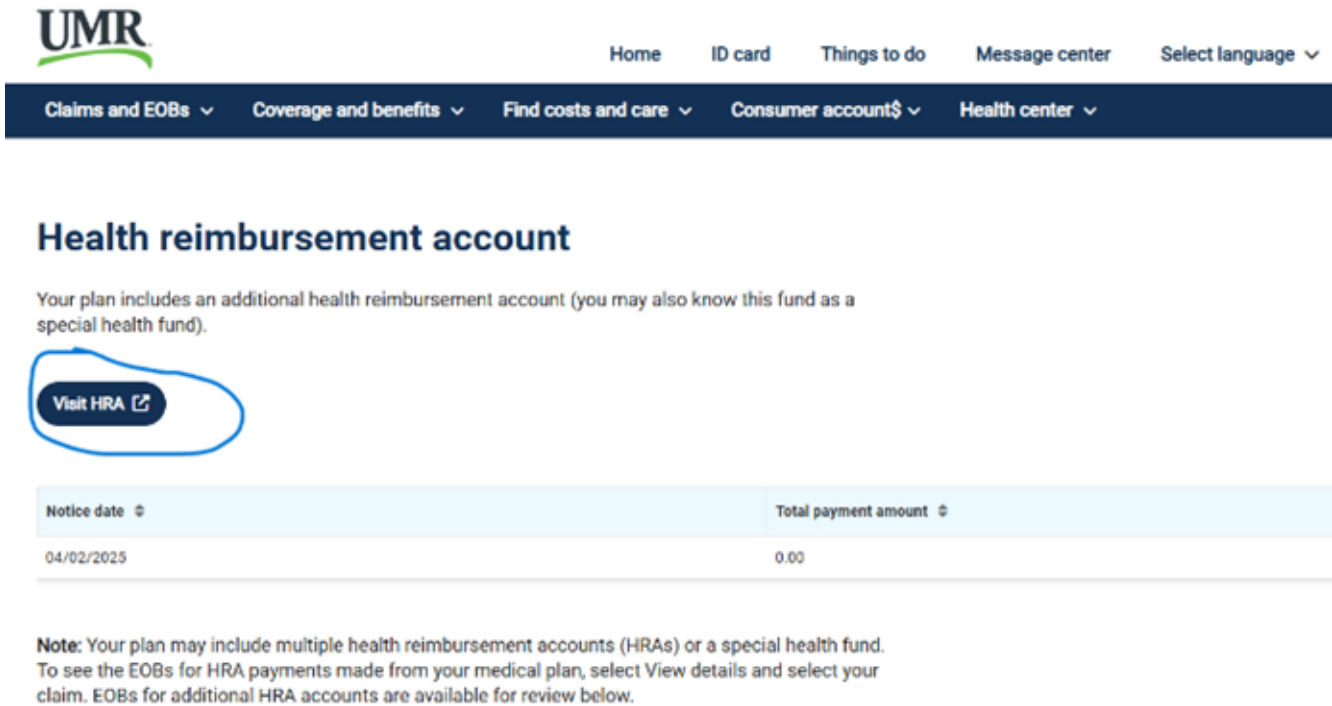 UMR
Home ID card Things to do Message center Select language
Claims and EOBs Coverage and benefits Find costs and care Consumer account$ Health center
Health reimbursement account
Your plan includes an additional health reimbursement account (you may also know this fund as a
special health fund).
Visit HRA
Notice date Total payment amount
04/02/2025 0.00
Note: Your plan may include multiple health reimbursement accounts (HRAs) or a special health fund.
To see the EOBs for HRA payments made from your medical plan, select View details and select your
claim. EOBs for additional HRA accounts are available for review below.